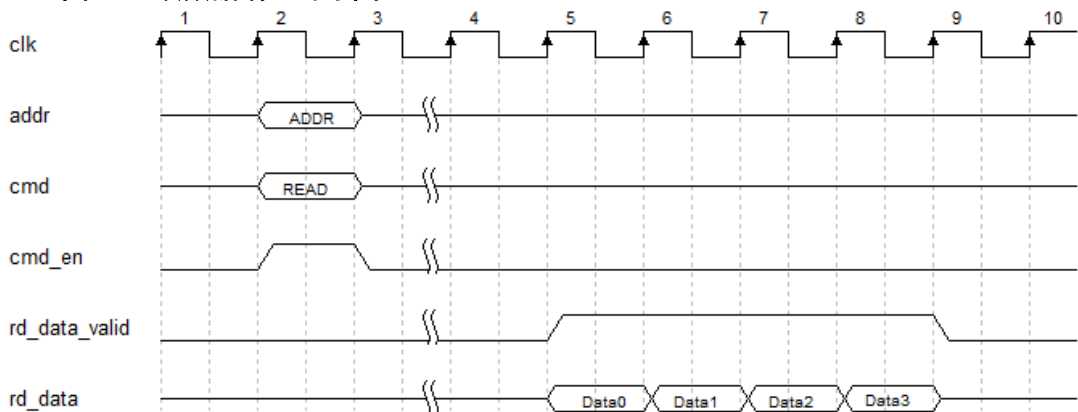 1 2 3 4 5 6 7 8 9 10
clk
addr ADDR
cmd READ
cmd_en
rd_data_valid
rd_data Data0 Data1 Data2 Data3